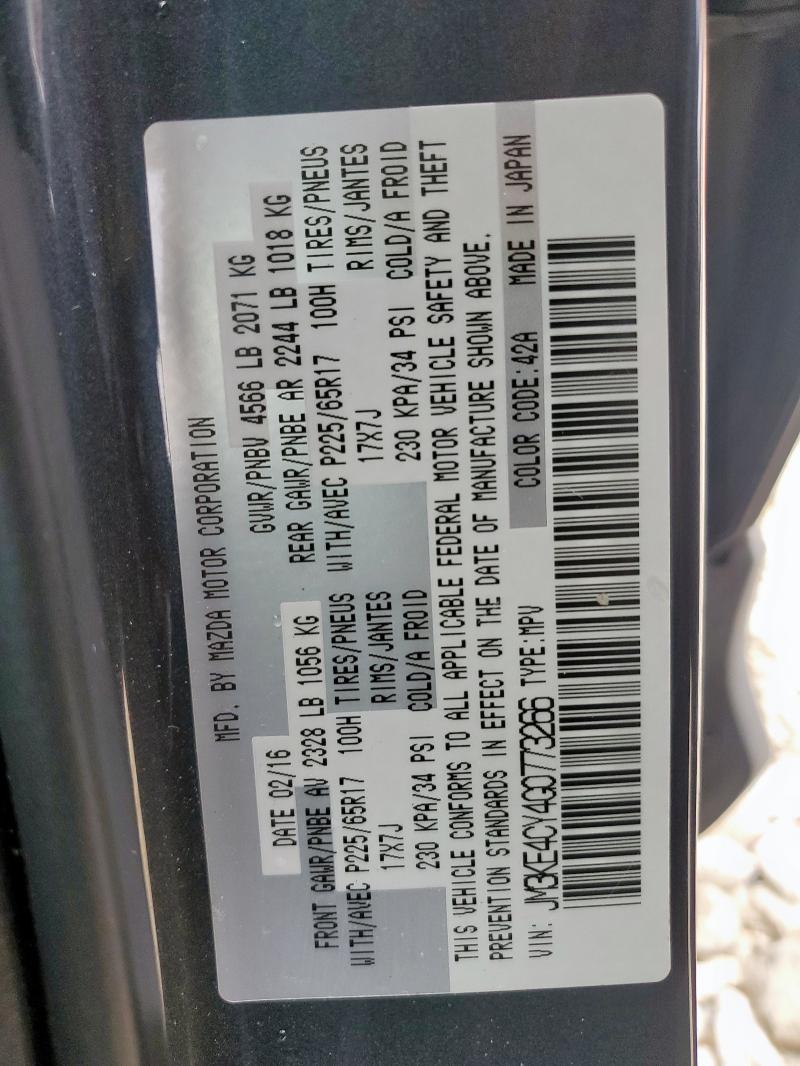 MFD. BY MAZDA MOTOR CORPORATION
DATE 02/16 GVWR/PNBV 4566 LB 2071 KG
FRONT GAWR/PNBE AV 2328 LB 1056 KG REAR GAWR/PNBE AR 2244 LB 1018 KG
WITH/AVEC P225/65R17 100H TIRES/PNEUS WITH/AVEC P225/65R17 100H TIRES/PNEUS
17X7J RIMS/JANTES 17X7J RIMS/JANTES
230 KPA/34 PSI COLD/A FROID 230 KPA/34 PSI COLD/A FROID
THIS VEHICLE CONFORMS TO ALL APPLICABLE FEDERAL MOTOR VEHICLE SAFETY AND THEFT
PREVENTION STANDARDS IN EFFECT ON THE DATE OF MANUFACTURE SHOWN ABOVE.
VIN: JM3KE4CY4G0773266 TYPE:MPV COLOR CODE.42A MADE IN JAPAN